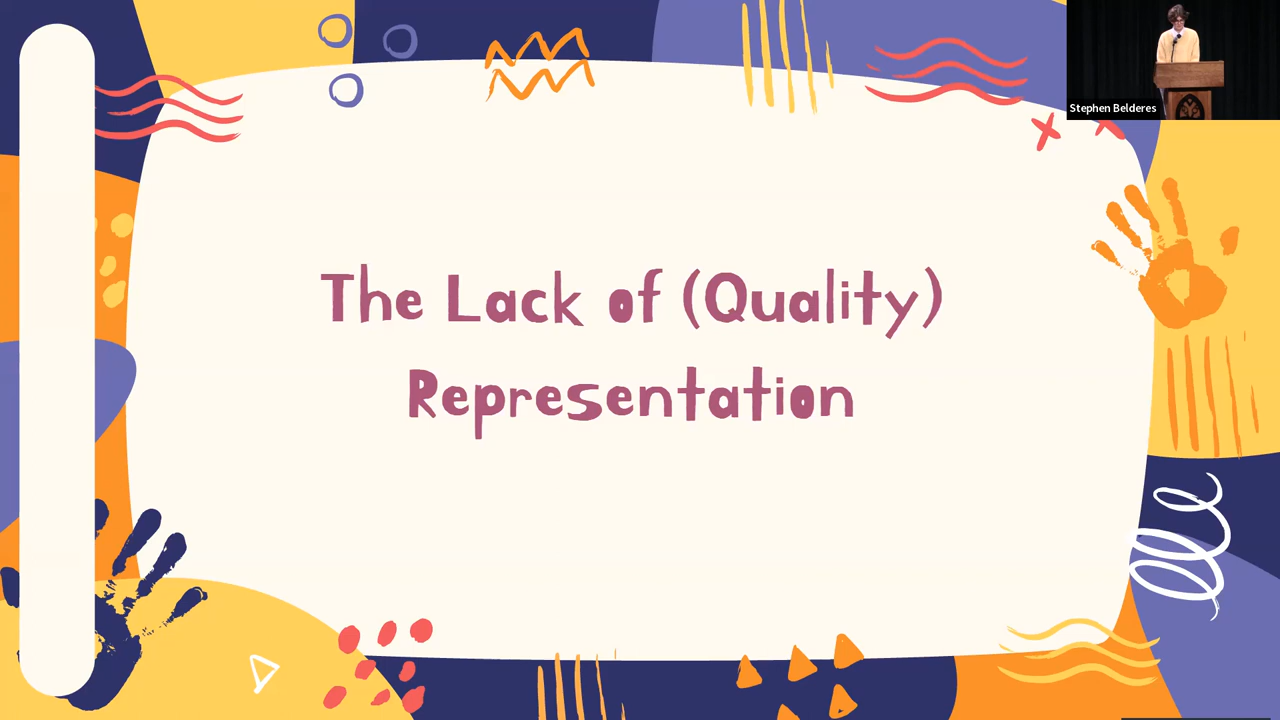 Stephen Belderes
The Lack of (Quality)
Representation